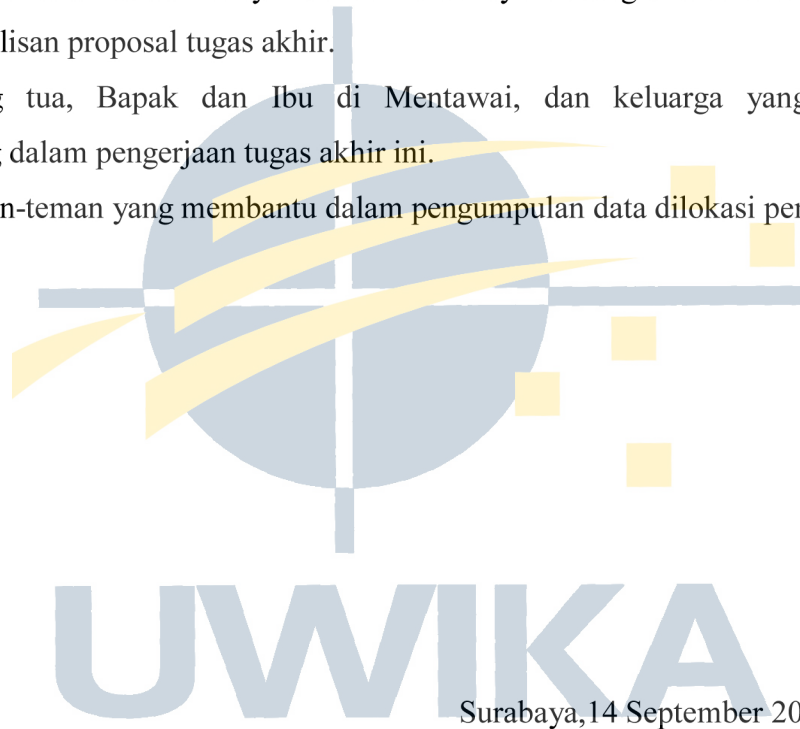 lisan proposal tugas akhir.
tua, Bapak dan Ibu di Mentawai, dan keluarga yang
dalam pengerjaan tugas akhir ini.
n-teman yang membantu dalam pengumpulan data dilokasi per
UWIKA
Surabaya,14 September 20